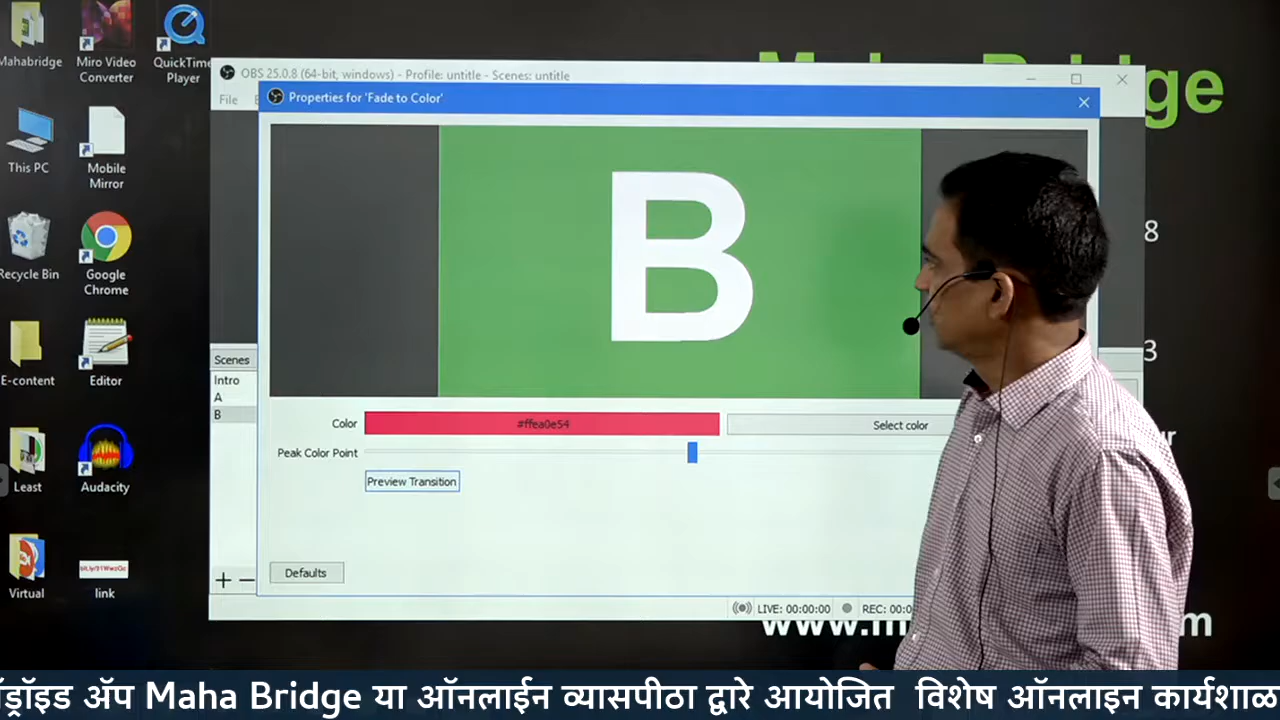 Mahabridge
Miro Video
Converter
QuickTime
Player
This PC
Mobile
Mirror
Recycle Bin
Google
Chrome
E-content
Editor
Least
Audacity
Virtual
bit.ly/31WwzGc
link
OBS 25.0.8 (64-bit, windows) - Profile: untitle - Scenes: untitle
File
Properties for 'Fade to Color'
B
Color
#ffea0e54
Select color
Peak Color Point
Preview Transition
Defaults
Scenes
Intro
A
B
LIVE: 00:00:00
REC: 00:0
8
3
ॲप Maha Bridge या ऑनलाईन व्यासपीठा द्वारे आयोजित विशेष ऑनलाइन